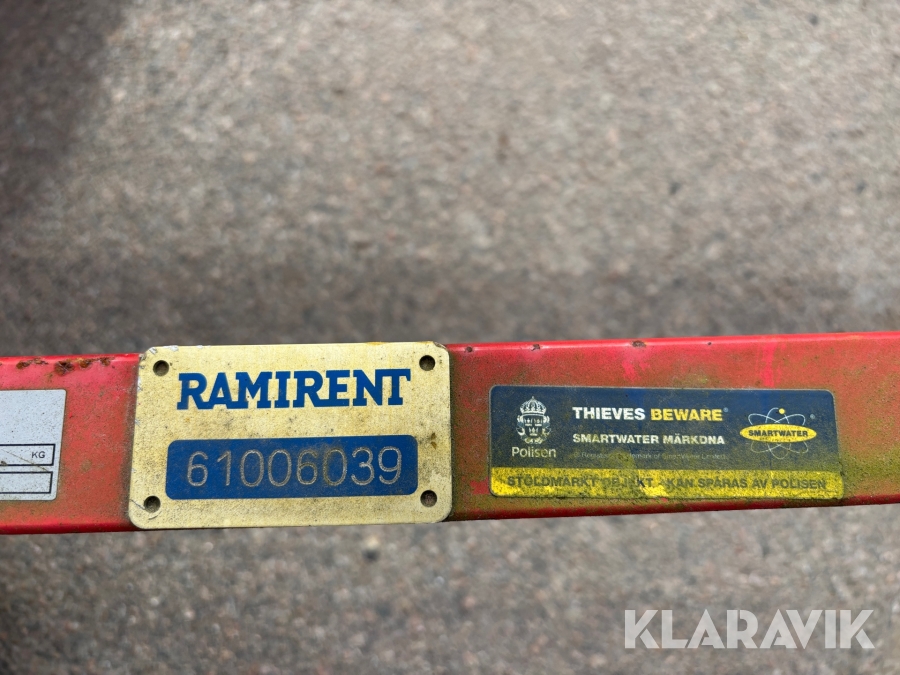 KG
RAMIRENT
61006039
Polisen
THIEVES BEWARE®
SMARTWATER MÄRKDNA
SMARTWATER
STÖLDMÄRKT OBJEKT - KAN SPÅRAS AV POLISEN
KLARAVIK